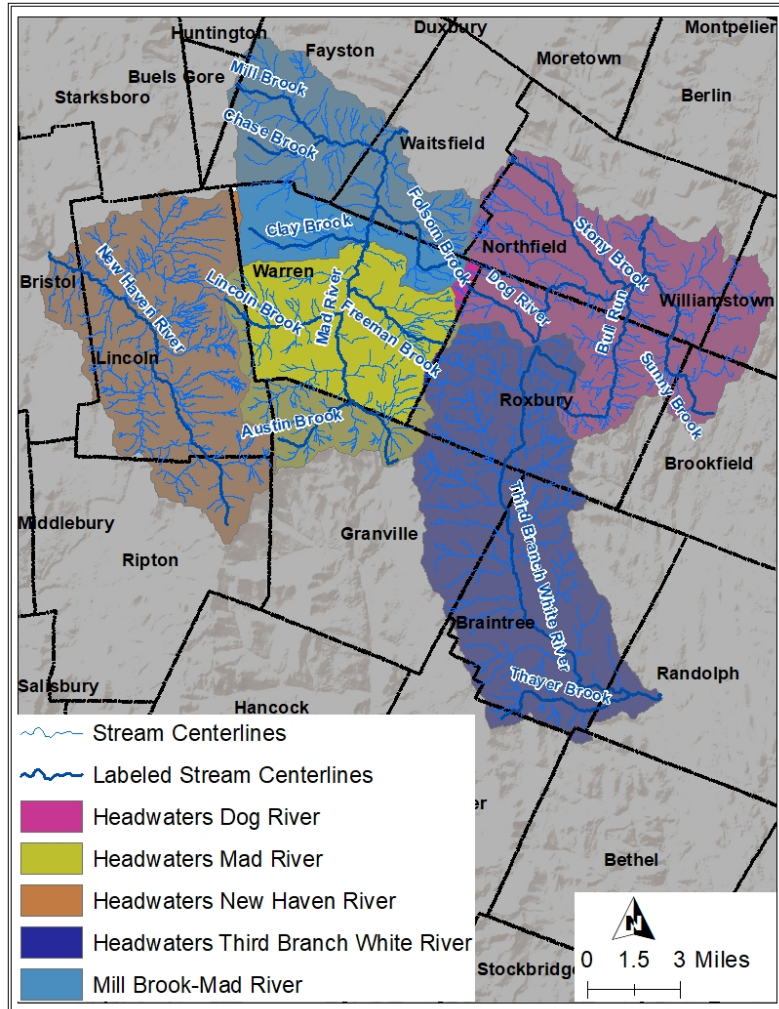 Huntington
Fayston
Duxbury
Montpelier
Moretown
Buels Gore
Starksboro
Berlin
Mill Brook
Chase Brook
Waitsfield
Folsom Brook
Stony Brook
Clay Brook
Northfield
New Haven River
Bristol
Warren
Dog River
Williamstown
Lincoln Brook
Mad River
Freeman Brook
Bull Run
Lincoln
Sunny Brook
Roxbury
Austin Brook
Brookfield
Middlebury
Granville
Third Branch White River
Ripton
Braintree
Randolph
Thayer Brook
Salisbury
Hancock
Stream Centerlines
Labeled Stream Centerlines
Headwaters Dog River
Headwaters Mad River
Headwaters New Haven River
Headwaters Third Branch White River
Mill Brook-Mad River
er
Bethel
Stockbridge
N
0 1.5 3 Miles